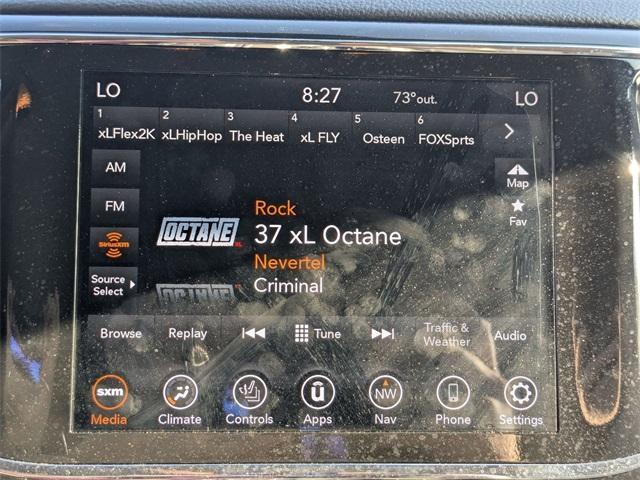 LO 8:27 73°out. LO
1 2 3 4 5 6
xLFlex2K xLHipHop The Heat xL FLY Osteen FOXSprts
AM
Map
FM
Fav
Rock
OCTANE XL
37 xL Octane
SiriusXM
Nevertel
Source
Select
Criminal
OCTANE
Browse Replay Tune Traffic &
Weather Audio
sxm NW
Media Climate Controls Apps Nav Phone Settings